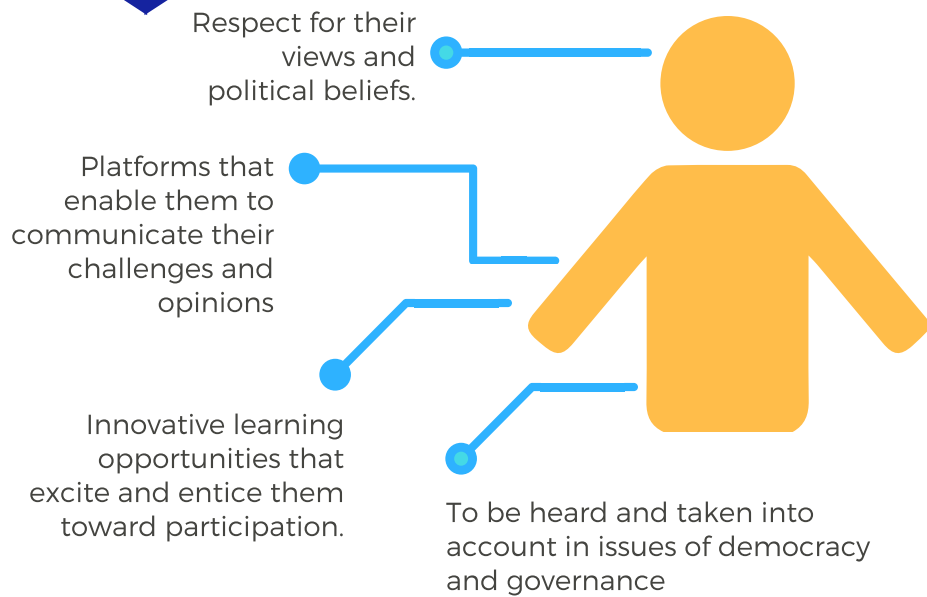 Respect for their
views and
political beliefs.
Platforms that
enable them to
communicate their
challenges and
opinions
Innovative learning
opportunities that
excite and entice them
toward participation.
To be heard and taken into
account in issues of democracy
and governance